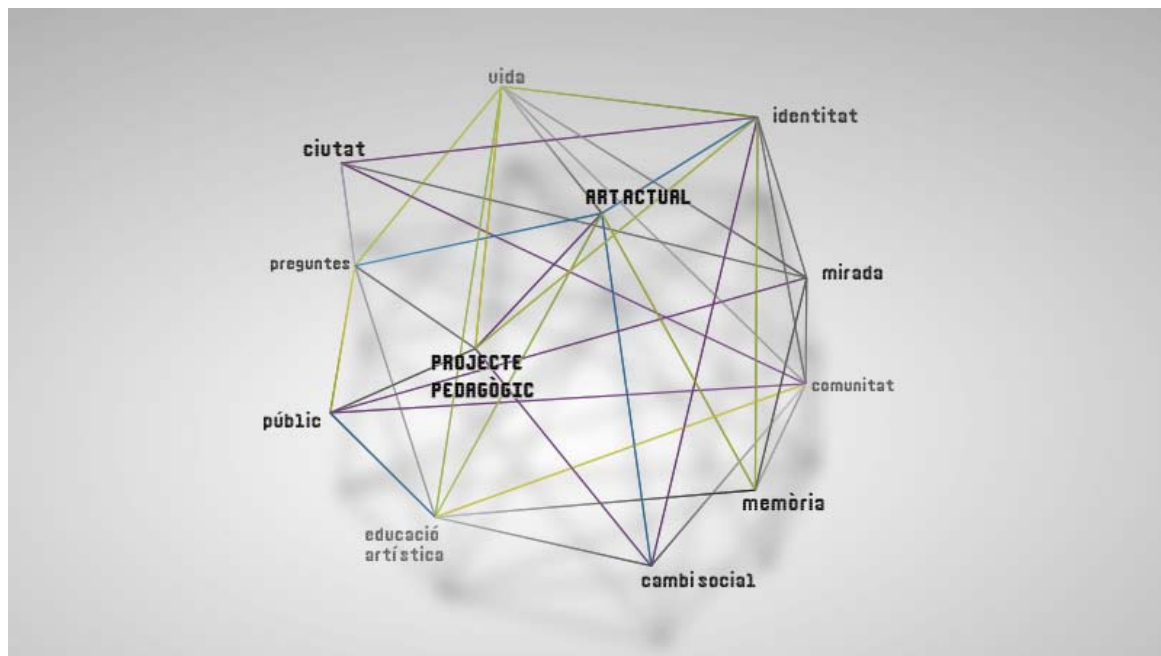 vida
identitat
ciutat
ART ACTUAL
preguntes
mirada
PROJECTE
PEDAGÒGIC
comunitat
públic
memòria
educació
artística
cambi social